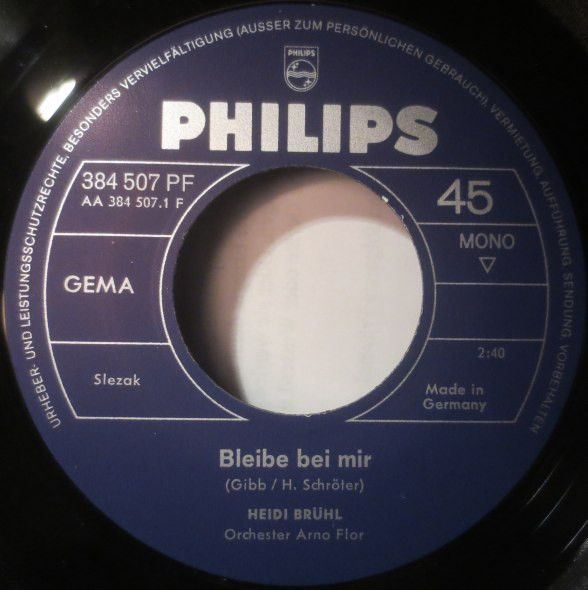 URHEBER- UND LEISTUNGSSCHUTZRECHTE, BESONDERS VERVIELFÄLTIGUNG (AUSSER ZUM PERSÖNLICHEN GEBRAUCH), VERMIETUNG, AUFFÜHRUNG, SENDUNG, VORBEHALTEN
PHILIPS
PHILIPS
384 507 PF
AA 384 507.1 F
45
MONO
GEMA
2:40
Slezak
Made in
Germany
Bleibe bei mir
(Gibb / H. Schröter)
HEIDI BRÜHL
Orchester Arno Flor